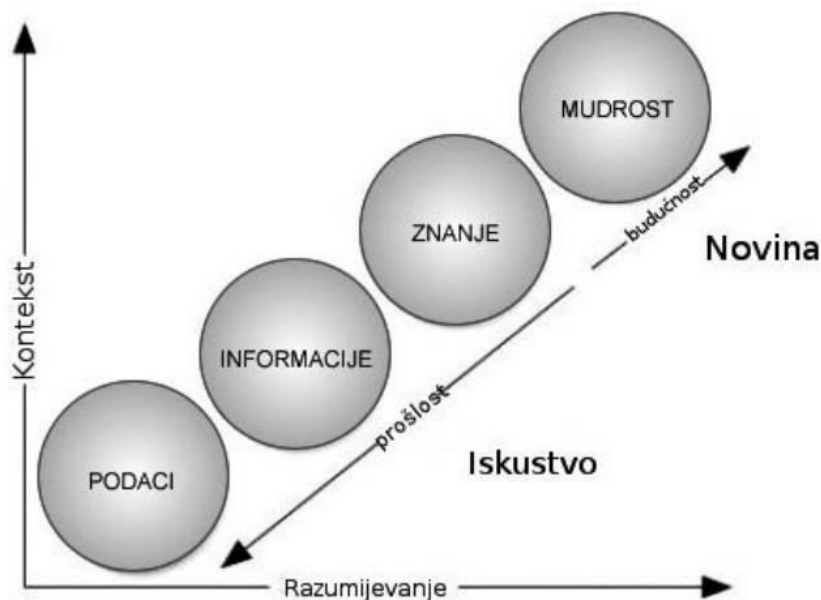 MUDROST
budućnost
ZNANJE
Novina
Kontekst
INFORMACIJE
prošlost
Iskustvo
PODACI
Razumijevanje